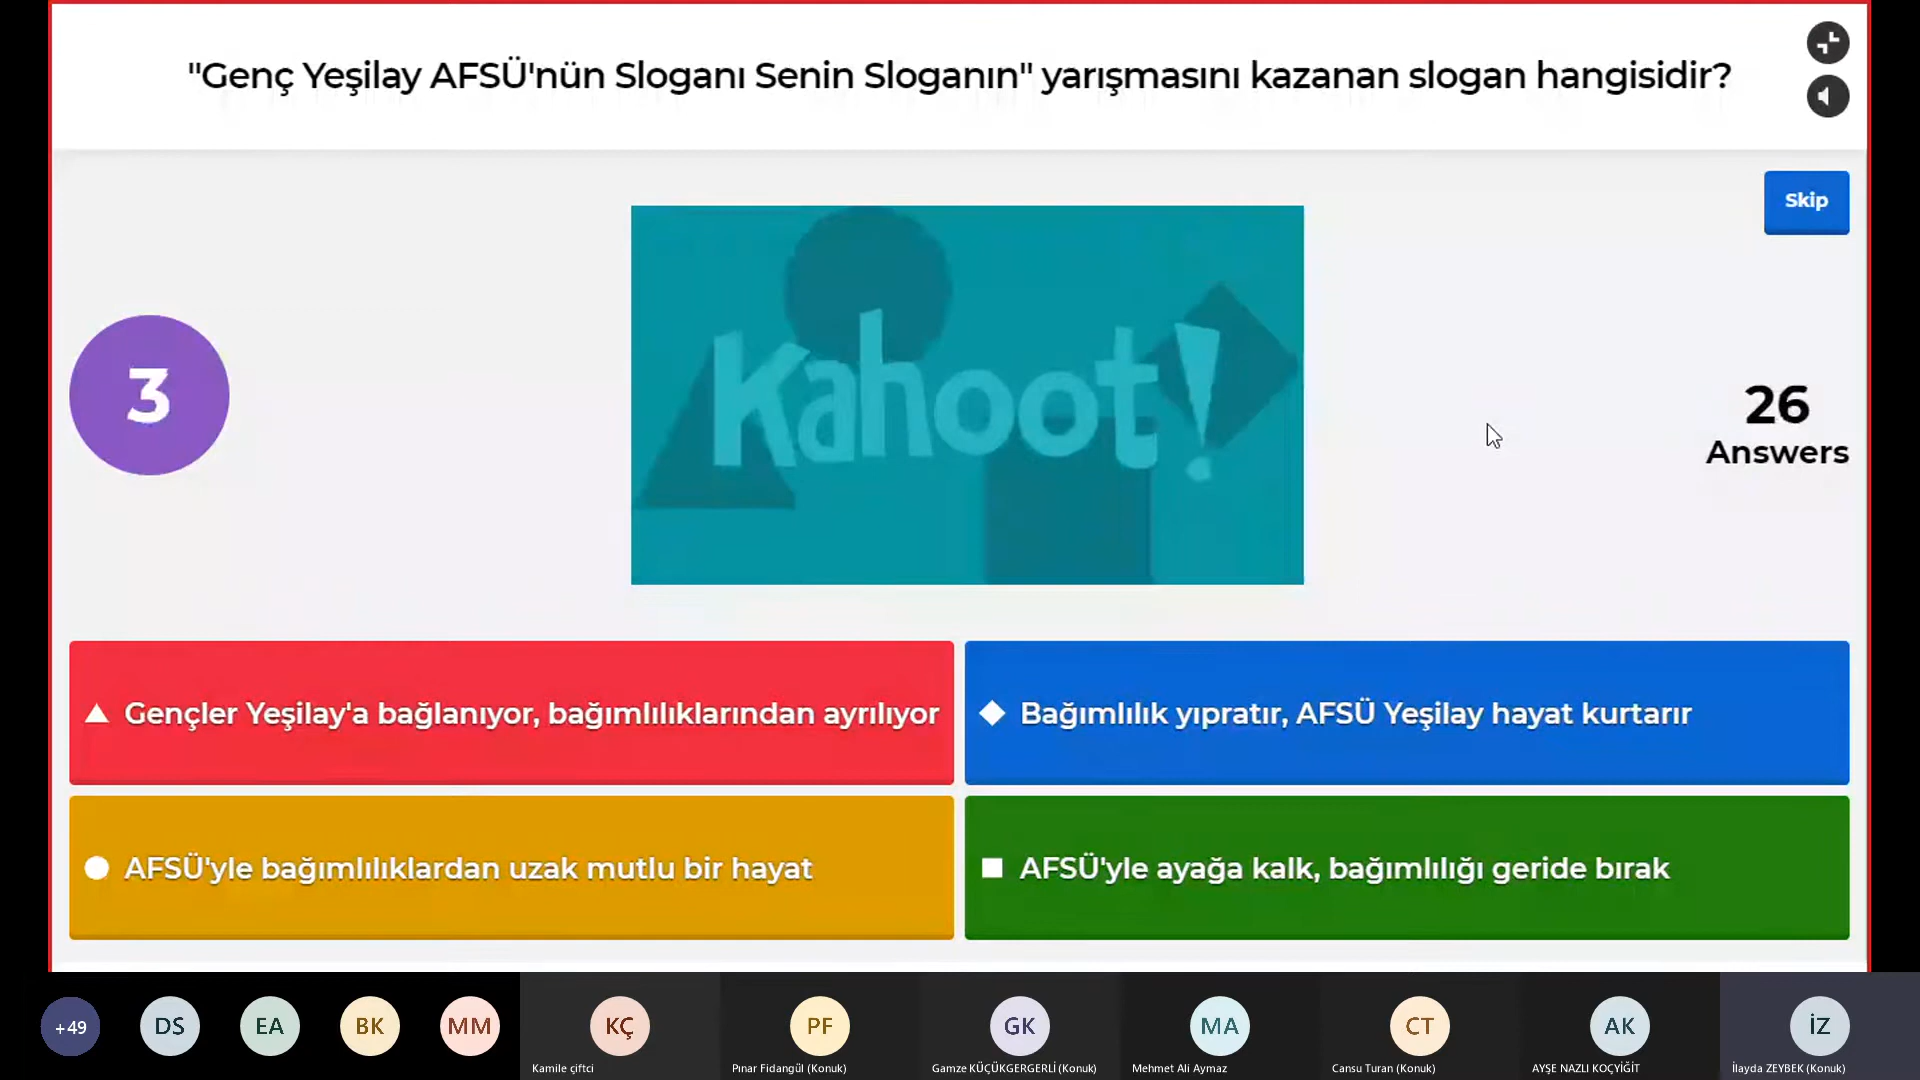 "Genç Yeşilay AFSÜ'nün Sloganı Senin Sloganın" yarışmasını kazanan slogan hangisidir?
Skip
3
Kahoot!
26
Answers
Gençler Yeşilay'a bağlanıyor, bağımlılıklarından ayrılıyor
Bağımlılık yıpratır, AFSÜ Yeşilay hayat kurtarır
AFSÜ'yle bağımlılıklardan uzak mutlu bir hayat
AFSÜ'yle ayağa kalk, bağımlılığı geride bırak
+49
DS
EA
BK
MM
KÇ
PF
GK
MA
CT
AK
İZ
Kamile çiftci
Pınar Fidangül (Konuk)
Gamze KÜÇÜKGERGERLİ (Konuk)
Mehmet Ali Aymaz
Cansu Turan (Konuk)
AYŞE NAZLI KOÇYİĞİT
İlayda ZEYBEK (Konuk)